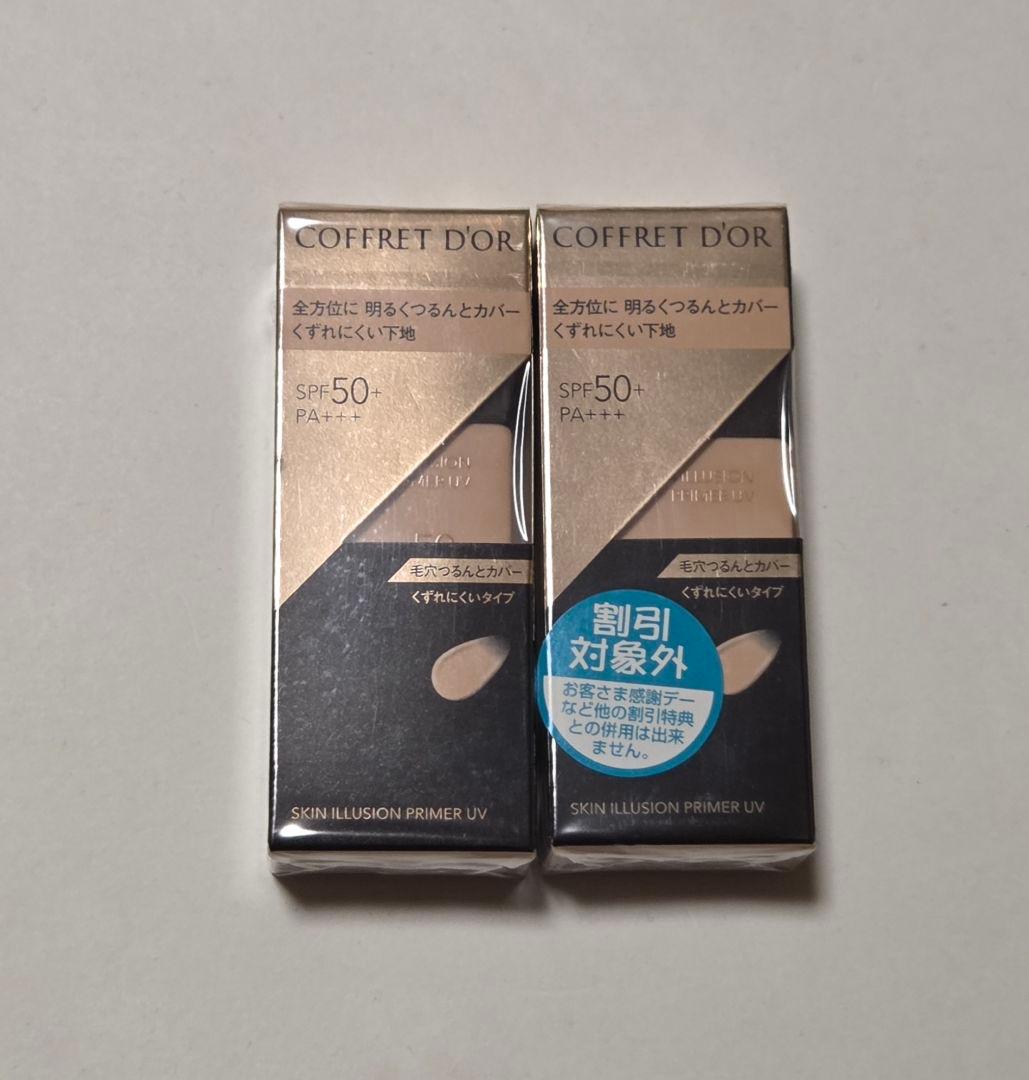 COFFRET D'OR
全方位に 明るくつるんとカバー
くずれにくい下地
SPF50+
PA+++
毛穴つるんとカバー
くずれにくいタイプ
SKIN ILLUSION PRIMER UV
COFFRET D'OR
全方位に 明るくつるんとカバー
くずれにくい下地
SPF50+
PA+++
ILLUSION
PRIMER UV
毛穴つるんとカバー
くずれにくいタイプ
割引
対象外
お客さま感謝デー
など他の割引特典
との併用は出来
ません。
SKIN ILLUSION PRIMER UV